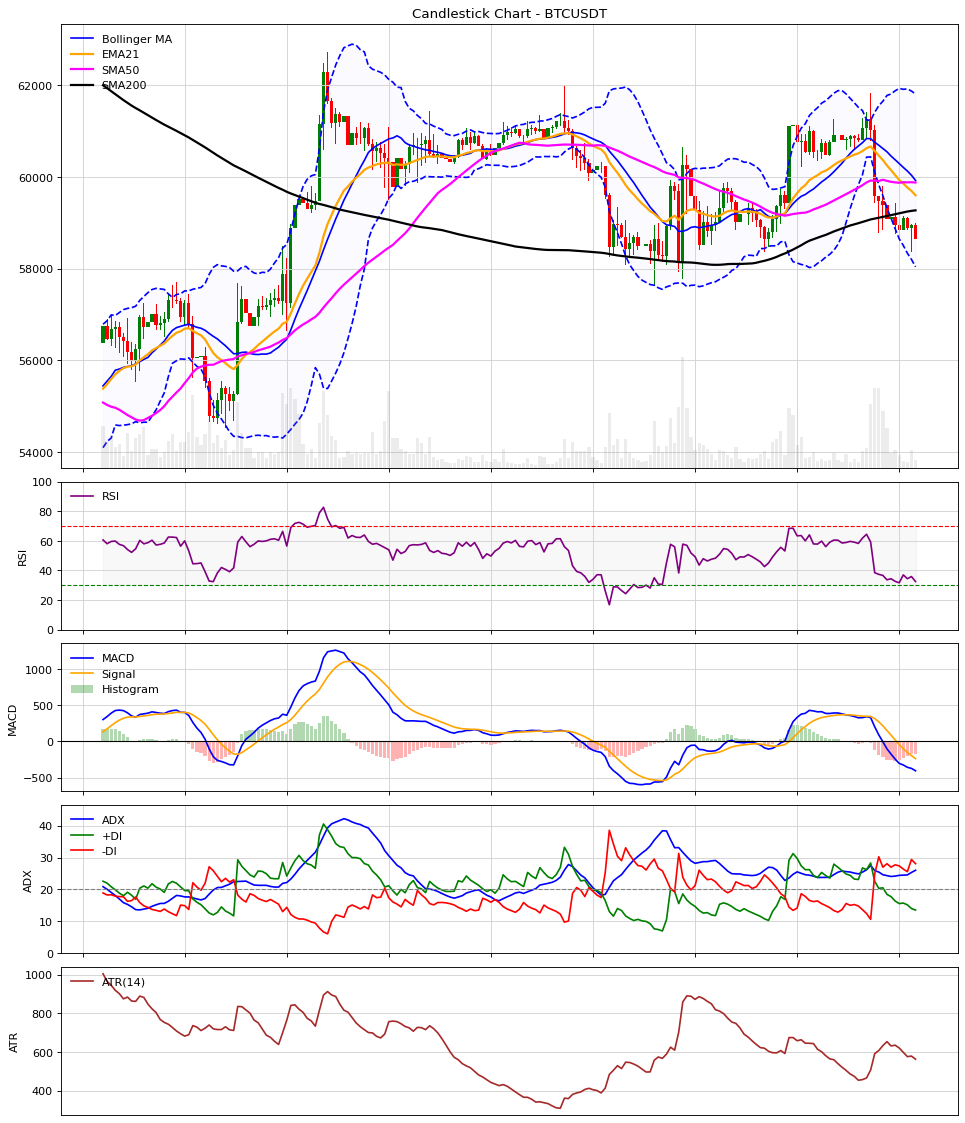 Candlestick Chart - BTCUSDT
Bollinger MA
EMA21
SMA50
SMA200
62000
60000
58000
56000
54000
RSI
100
80
60
40
20
0
RSI
MACD
Signal
Histogram
1000
500
0
−500
MACD
ADX
+DI
-DI
40
30
20
10
0
ADX
ATR(14)
1000
800
600
400
ATR